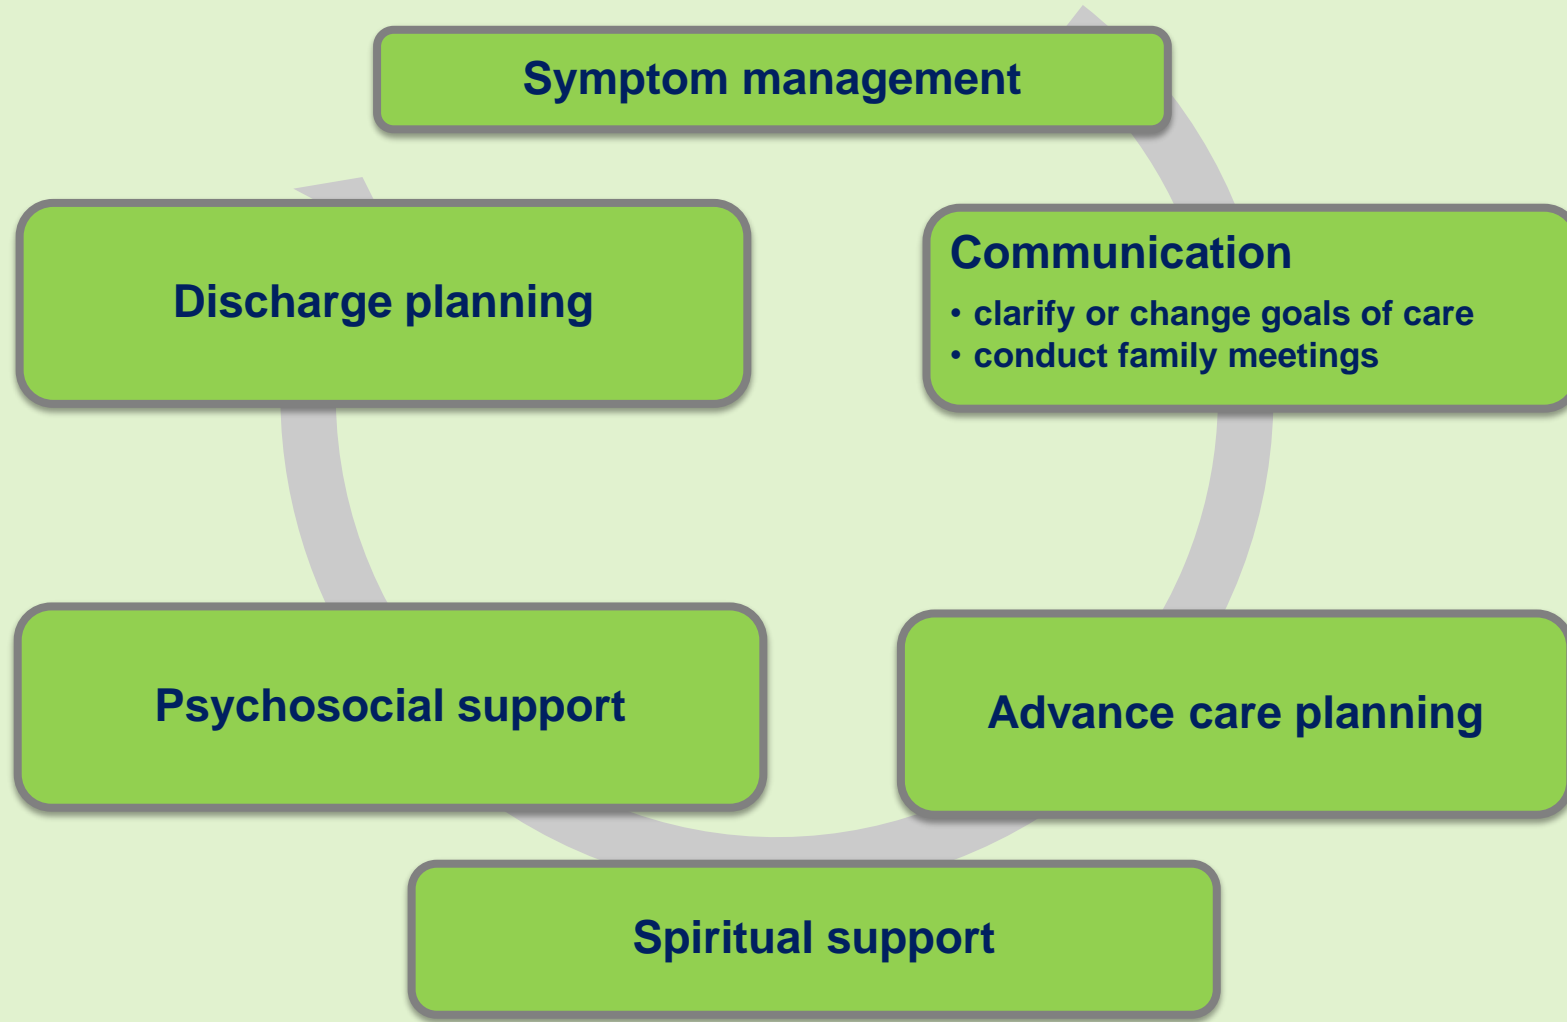 Symptom management
Communication
• clarify or change goals of care
• conduct family meetings
Advance care planning
Spiritual support
Psychosocial support
Discharge planning